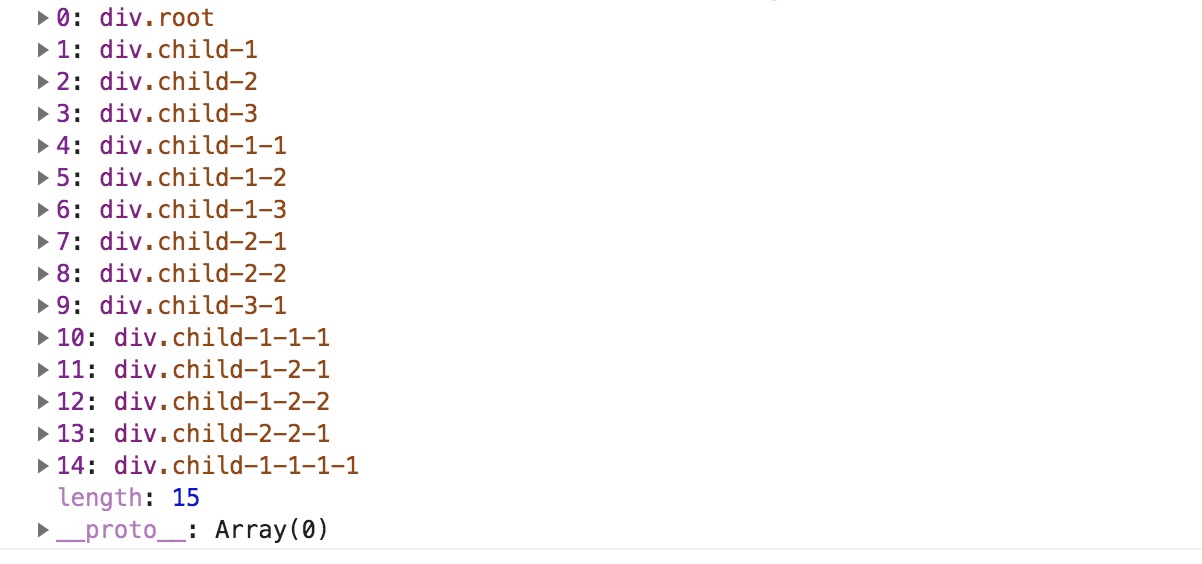 0: div.root
1: div.child-1
2: div.child-2
3: div.child-3
4: div.child-1-1
5: div.child-1-2
6: div.child-1-3
7: div.child-2-1
8: div.child-2-2
9: div.child-3-1
10: div.child-1-1-1
11: div.child-1-2-1
12: div.child-1-2-2
13: div.child-2-2-1
14: div.child-1-1-1-1
length: 15
__proto__: Array(0)